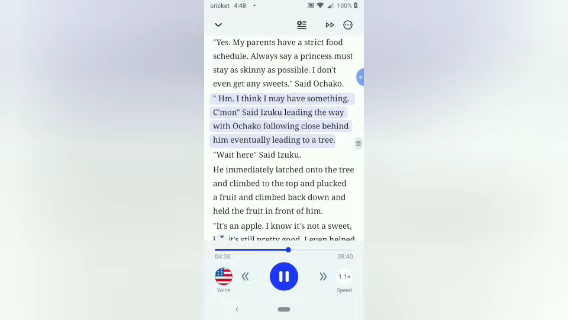 cricket 4:48 • 100%
"Yes. My parents have a strict food
schedule. Always say a princess must
stay as skinny as possible. I don't
even get any sweets." Said Ochako.
" Hm. I think I may have something.
C'mon" Said Izuku leading the way
with Ochako following close behind
him eventually leading to a tree.
"Wait here" Said Izuku.
He immediately latched onto the tree
and climbed to the top and plucked
a fruit and climbed back down and
held the fruit in front of him.
"It's an apple. I know it's not a sweet,
it's still pretty good. I even helped
04:36 08:40
1.1×
Voice Speed